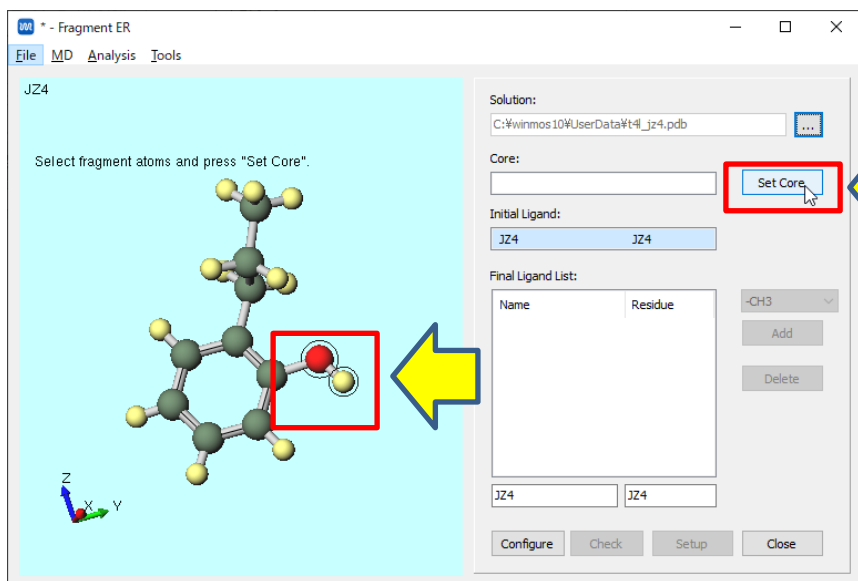 * - Fragment ER
File MD Analysis Tools
JZ4
Select fragment atoms and press "Set Core".
Z
X
Y
Solution:
C:¥winmos10¥UserData¥t4l_jz4.pdb
...
Core:
Set Core
Initial Ligand:
JZ4 JZ4
Final Ligand List:
Name Residue
-CH3
Add
Delete
JZ4 JZ4
Configure Check Setup Close